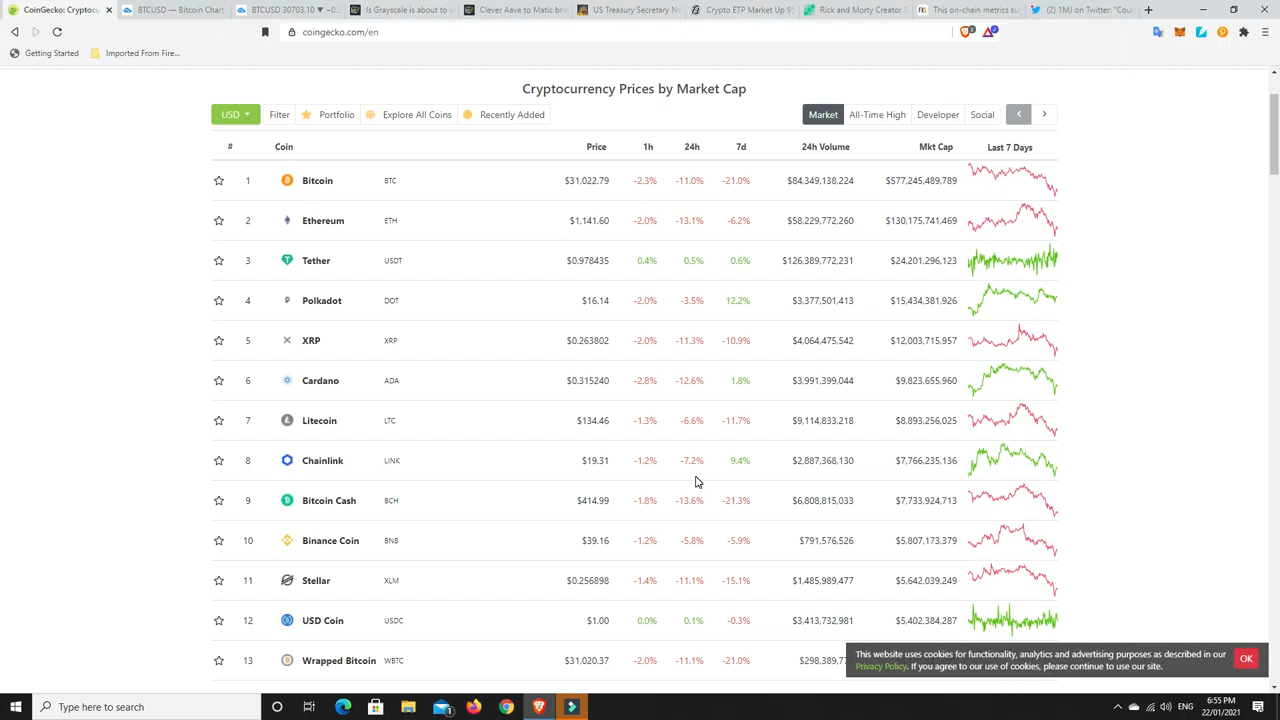 CoinGecko: Cryptocu
BTCUSD — Bitcoin Chart
BTCUSD 30703.10 ▼ −0.
Is Grayscale is about to u
Clever Aave to Matic brid
US Treasury Secretary No
Crypto ETP Market Up 95
Rick and Morty Creator S
This on-chain metrics sug
(2) 1MJ on Twitter: "Cou
coingecko.com/en
Getting Started
Imported From Fire...
Cryptocurrency Prices by Market Cap
USD Filter Portfolio Explore All Coins Recently Added Market All-Time High Developer Social
# Coin Price 1h 24h 7d 24h Volume Mkt Cap Last 7 Days
1 Bitcoin BTC $31,022.79 -2.3% -11.0% -21.0% $84,349,138,224 $577,245,489,789
2 Ethereum ETH $1,141.60 -2.0% -13.1% -6.2% $58,229,772,260 $130,175,741,469
3 Tether USDT $0.978435 0.4% 0.5% 0.6% $126,389,772,231 $24,201,296,123
4 Polkadot DOT $16.14 -2.0% -3.5% 12.2% $3,377,501,413 $15,434,381,926
5 XRP XRP $0.263802 -2.0% -11.3% -10.9% $4,064,475,542 $12,003,715,957
6 Cardano ADA $0.315240 -2.8% -12.6% 1.8% $3,991,399,044 $9,823,655,960
7 Litecoin LTC $134.46 -1.3% -6.6% -11.7% $9,114,833,218 $8,893,256,025
8 Chainlink LINK $19.31 -1.2% -7.2% 9.4% $2,887,368,130 $7,766,235,136
9 Bitcoin Cash BCH $414.99 -1.8% -13.6% -21.3% $6,808,815,033 $7,733,924,713
10 Binance Coin BNB $39.16 -1.2% -5.8% -5.9% $791,576,526 $5,807,173,379
11 Stellar XLM $0.256898 -1.4% -11.1% -15.1% $1,485,989,477 $5,642,039,249
12 USD Coin USDC $1.00 0.0% 0.1% -0.3% $3,413,732,981 $5,402,384,287
13 Wrapped Bitcoin WBTC $31,020.37 -2.0% -11.1% -21.0% $298,389,7
This website uses cookies for functionality, analytics and advertising purposes as described in our
Privacy Policy. If you agree to our use of cookies, please continue to use our site.
OK
Type here to search
ENG
6:55 PM
22/01/2021